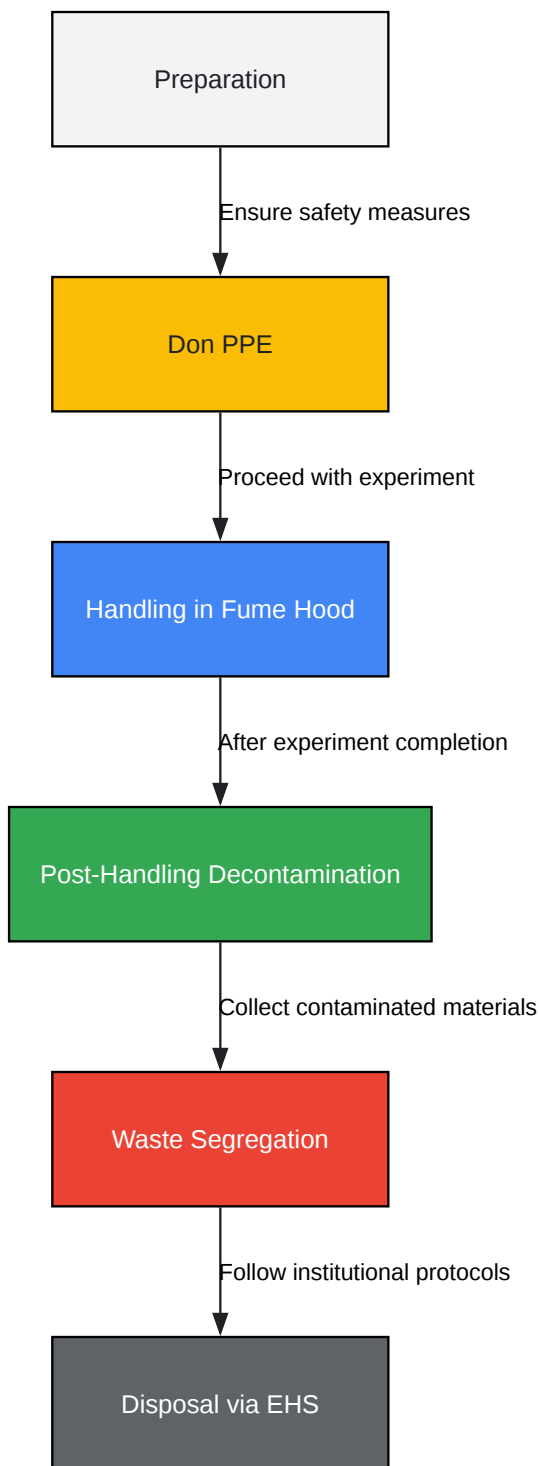 Preparation
Ensure safety measures
Don PPE
Proceed with experiment
Handling in Fume Hood
After experiment completion
Post-Handling Decontamination
Collect contaminated materials
Waste Segregation
Follow institutional protocols
Disposal via EHS